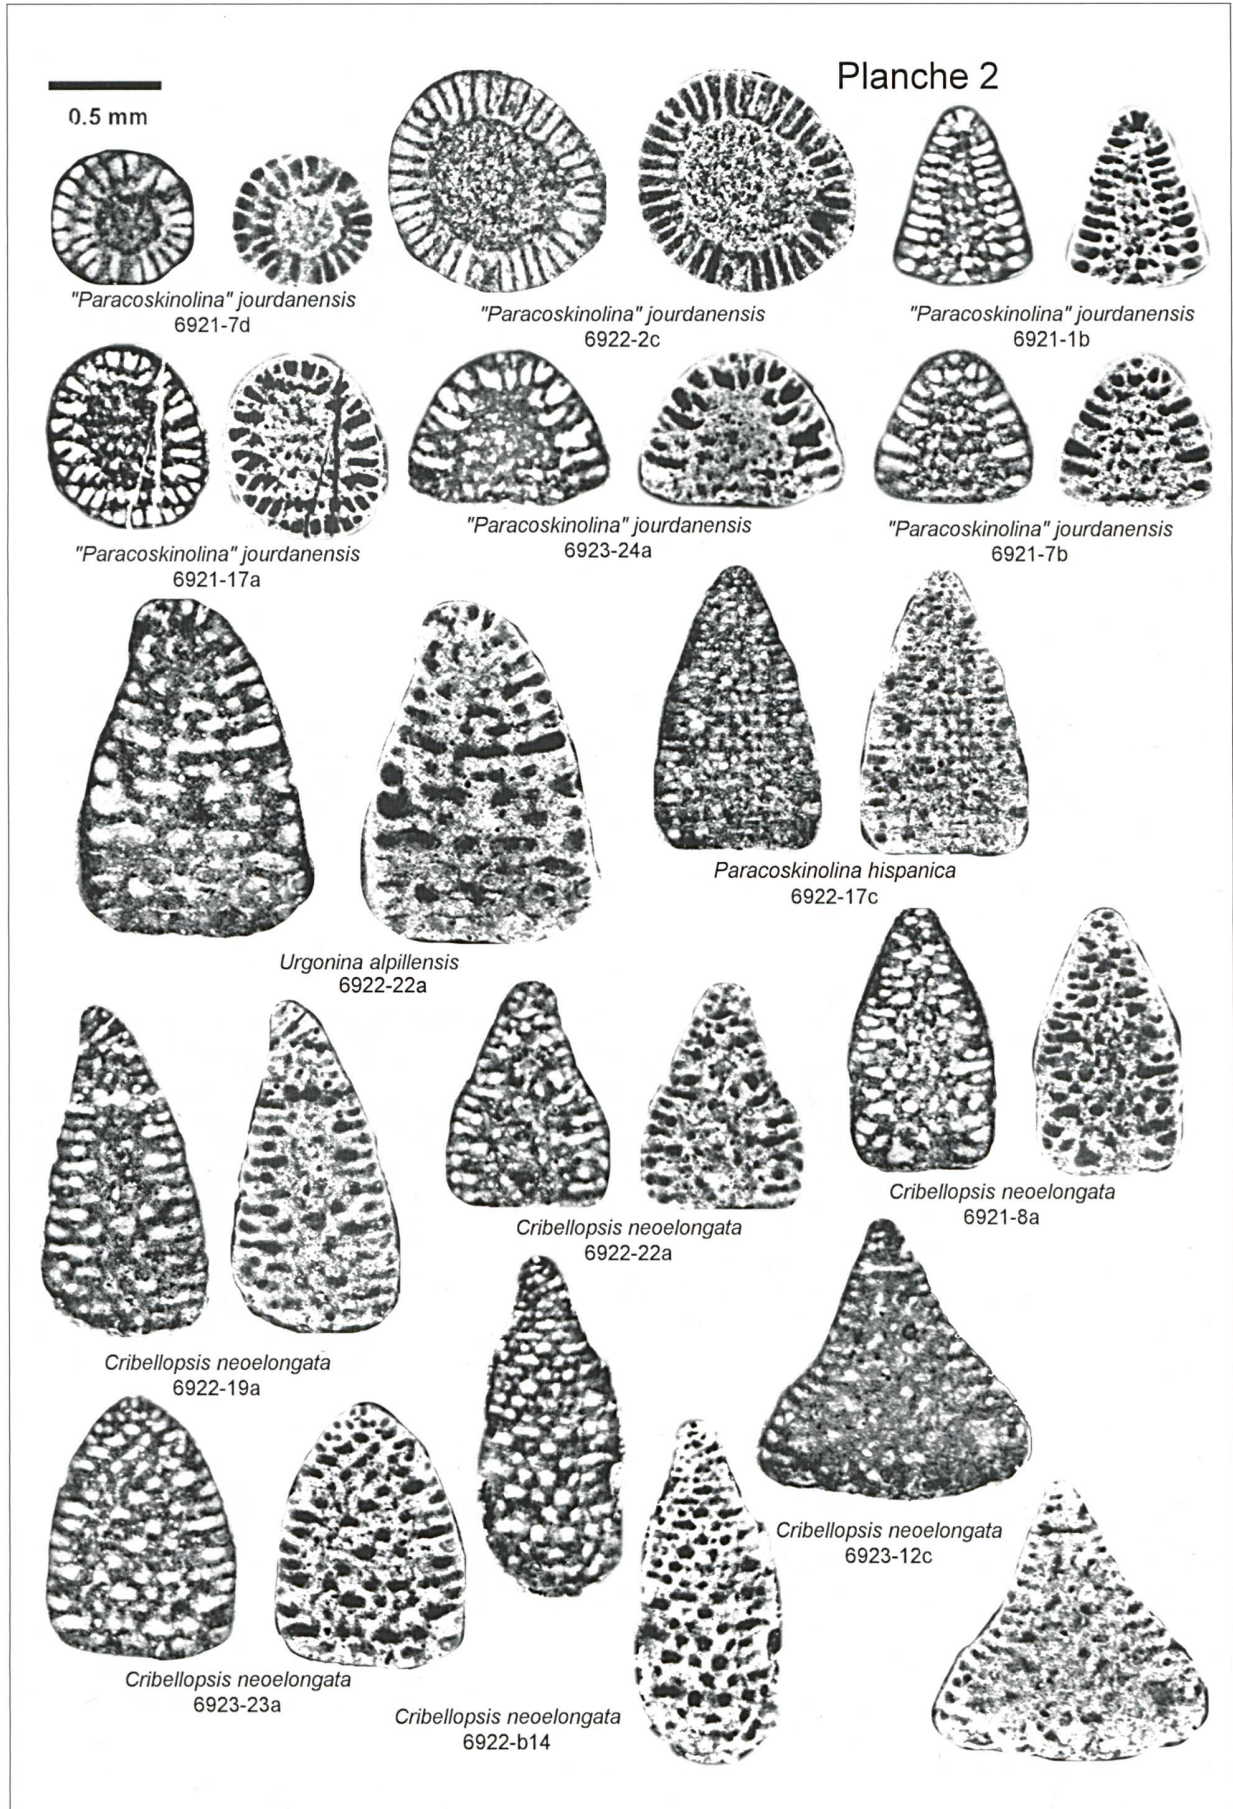 Planche 2
0.5 mm
"Paracoskinolina" jourdanensis
6921-7d
"Paracoskinolina" jourdanensis
6922-2c
"Paracoskinolina" jourdanensis
6921-1b
"Paracoskinolina" jourdanensis
6921-17a
"Paracoskinolina" jourdanensis
6923-24a
"Paracoskinolina" jourdanensis
6921-7b
Paracoskinolina hispanica
6922-17c
Urgonina alpillensis
6922-22a
Cribellopsis neoelongata
6921-8a
Cribellopsis neoelongata
6922-22a
Cribellopsis neoelongata
6922-19a
Cribellopsis neoelongata
6923-12c
Cribellopsis neoelongata
6923-23a
Cribellopsis neoelongata
6922-b14